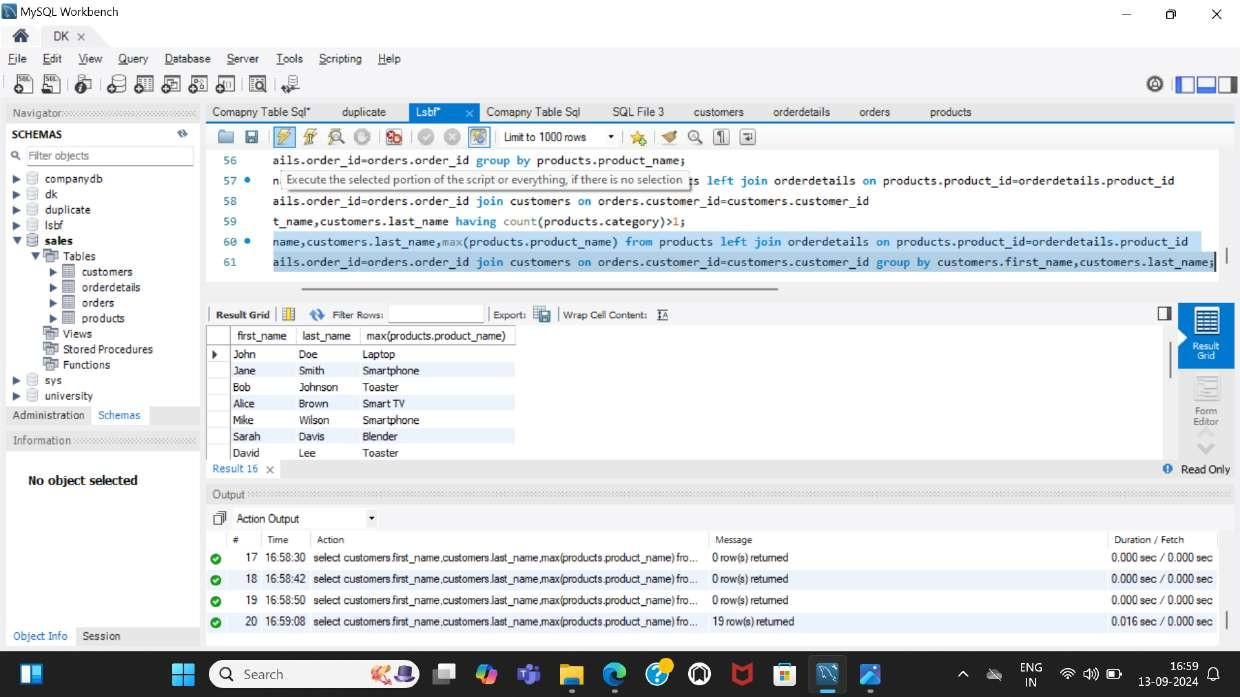 MySQL Workbench
DK
File Edit View Query Database Server Tools Scripting Help
Navigator
SCHEMAS
Filter objects
companydb
dk
duplicate
lsbf
sales
Tables
customers
orderdetails
orders
products
Views
Stored Procedures
Functions
sys
university
Administration Schemas
Information
No object selected
Object Info Session
Comapny Table Sql* duplicate Lsbf* Comapny Table Sql SQL File 3 customers orderdetails orders products
Limit to 1000 rows
56 ails.order_id=orders.order_id group by products.product_name;
Execute the selected portion of the script or everything, if there is no selection
57 left join orderdetails on products.product_id=orderdetails.product_id
58 ails.order_id=orders.order_id join customers on orders.customer_id=customers.customer_id
59 t_name,customers.last_name having count(products.category)>1;
60 name,customers.last_name,max(products.product_name) from products left join orderdetails on products.product_id=orderdetails.product_id
61 ails.order_id=orders.order_id join customers on orders.customer_id=customers.customer_id group by customers.first_name,customers.last_name;
Result Grid Filter Rows: Export: Wrap Cell Content:
first_name last_name max(products.product_name)
John Doe Laptop
Jane Smith Smartphone
Bob Johnson Toaster
Alice Brown Smart TV
Mike Wilson Smartphone
Sarah Davis Blender
David Lee Toaster
Result Grid
Form Editor
Result 16
Read Only
Output
Action Output
# Time Action Message Duration / Fetch
17 16:58:30 select customers.first_name,customers.last_name,max(products.product_name) fro... 0 row(s) returned 0.000 sec / 0.000 sec
18 16:58:42 select customers.first_name,customers.last_name,max(products.product_name) fro... 0 row(s) returned 0.000 sec / 0.000 sec
19 16:58:50 select customers.first_name,customers.last_name,max(products.product_name) fro... 0 row(s) returned 0.000 sec / 0.000 sec
20 16:59:08 select customers.first_name,customers.last_name,max(products.product_name) fro... 19 row(s) returned 0.016 sec / 0.000 sec
Search
ENG
IN
16:59
13-09-2024